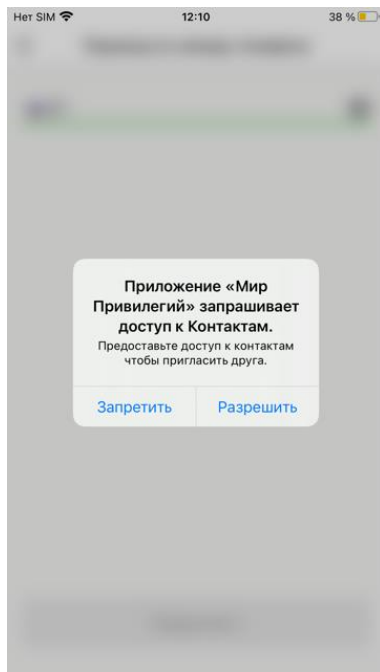 Нет SIM 12:10 38 %
Приложение «Мир
Привилегий» запрашивает
доступ к Контактам.
Предоставьте доступ к контактам
чтобы пригласить друга.
Запретить Разрешить